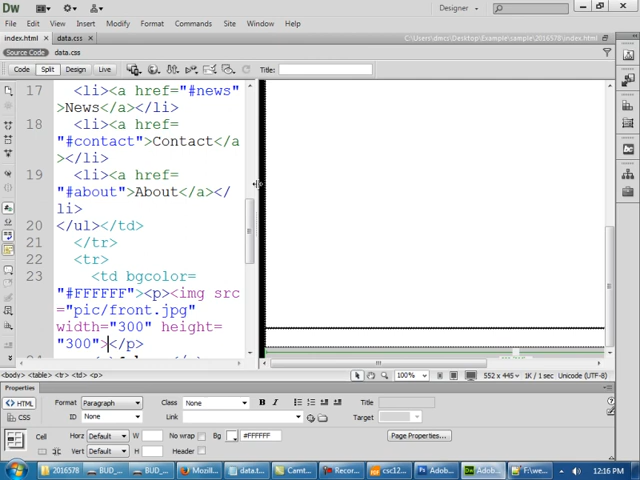 Dw
Designer
File Edit View Insert Modify Format Commands Site Window Help
index.html × data.css ×
C:\Users\dmcs\Desktop\Example\sample\2016578\index.html
Source Code data.css
Code Split Design Live Title:
17 <li><a href="#news"
>News</a></li>
18 <li><a href=
"#contact">Contact</a
></li>
19 <li><a href=
"#about">About</a></
li>
20 </ul></td>
21 </tr>
22 <tr>
23 <td bgcolor=
"#FFFFFF"><p><img src
="pic/front.jpg"
width="300" height=
"300"></p>
<body> <table> <tr> <td> <p>
100%
552 x 445 1K / 1 sec Unicode (UTF-8)
Properties
<> HTML Format Paragraph Class None B I Title
CSS ID None Link Target
Cell Horz Default W No wrap Bg #FFFFFF Page Properties...
Vert Default H Header
2016578 BUD_... BUD_... Mozill... data.t... Camt... Recor... csc12... Adob... Adob... F:\we...
12:16 PM